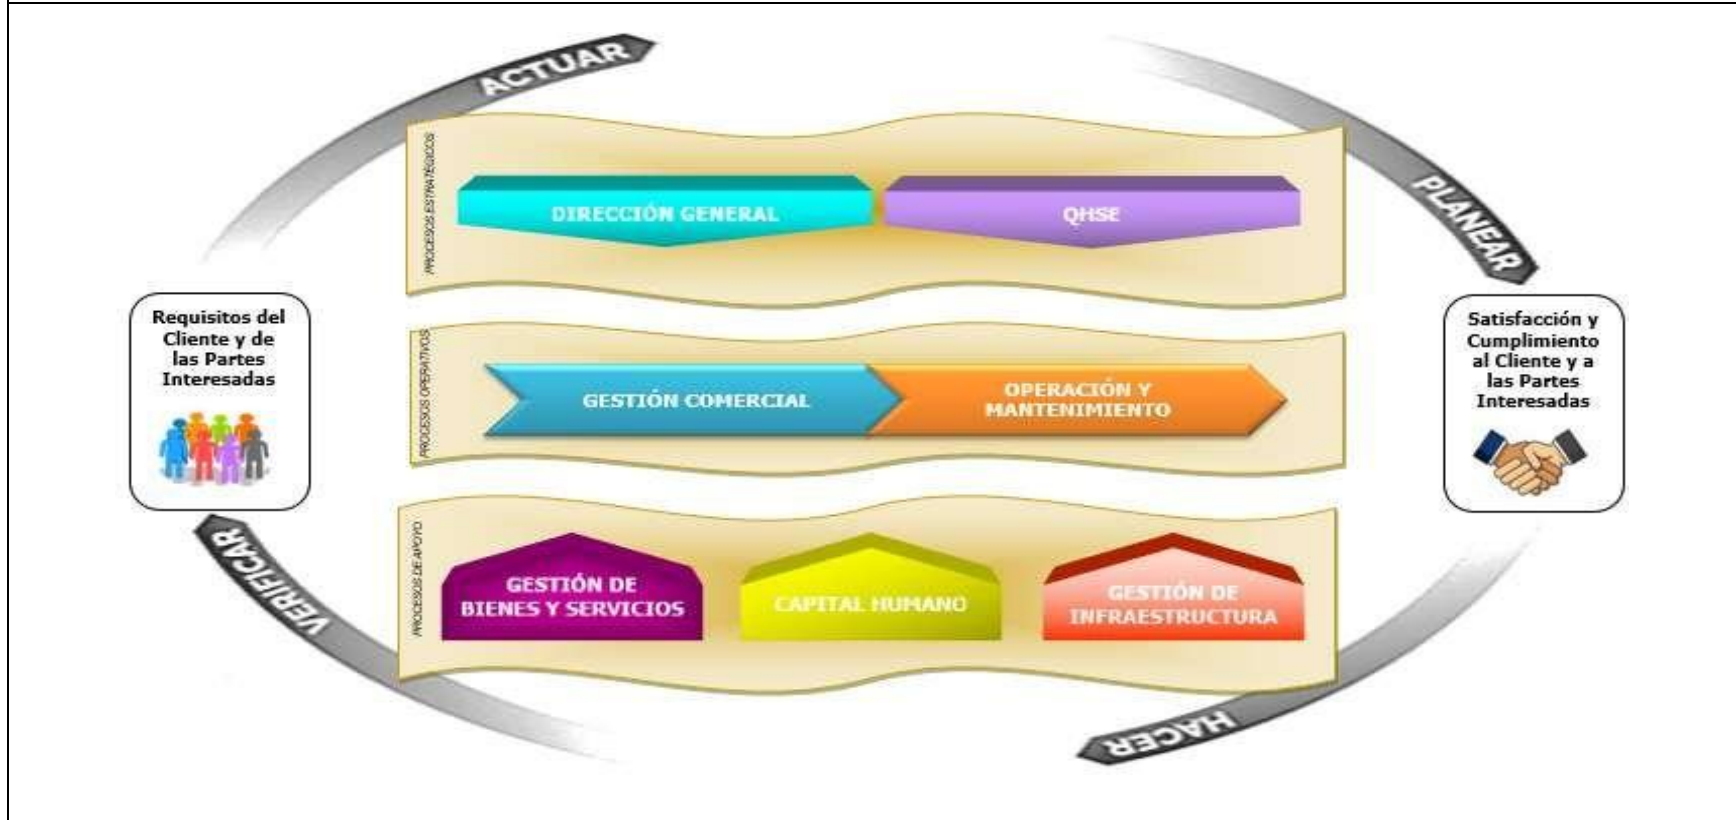 ACTUAR
PLANEAR
PROCESOS ESTRATÉGICOS
DIRECCIÓN GENERAL
QHSE
Requisitos del
Cliente y de
las Partes
Interesadas
PROCESOS OPERATIVOS
GESTIÓN COMERCIAL
OPERACIÓN Y
MANTENIMIENTO
Satisfacción y
Cumplimiento
al Cliente y a
las Partes
Interesadas
PROCESOS DE APOYO
GESTIÓN DE
BIENES Y SERVICIOS
CAPITAL HUMANO
GESTIÓN DE
INFRAESTRUCTURA
VERIFICAR
HACER